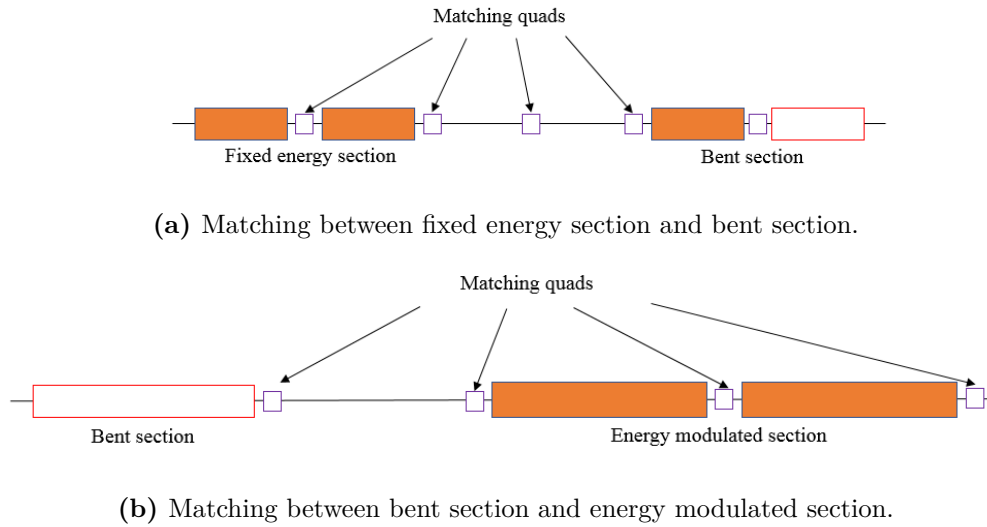 Matching quads
Fixed energy section
Bent section
(a) Matching between fixed energy section and bent section.
Matching quads
Bent section
Energy modulated section
(b) Matching between bent section and energy modulated section.